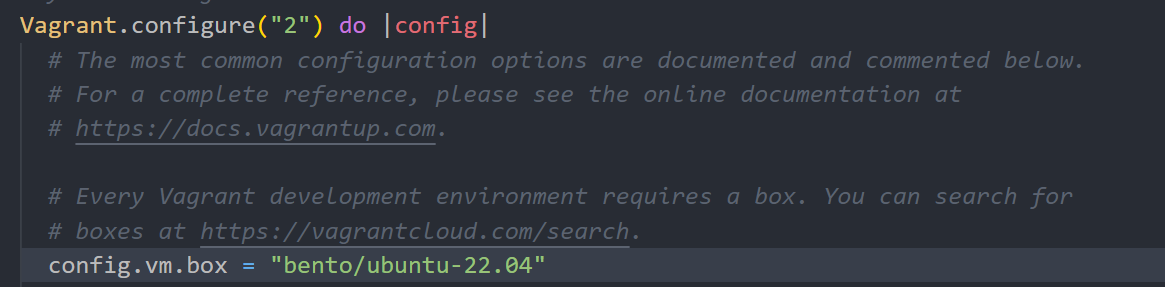 Vagrant.configure("2") do |config|
# The most common configuration options are documented and commented below.
# For a complete reference, please see the online documentation at
# https://docs.vagrantup.com.
# Every Vagrant development environment requires a box. You can search for
# boxes at https://vagrantcloud.com/search.
config.vm.box = "bento/ubuntu-22.04"